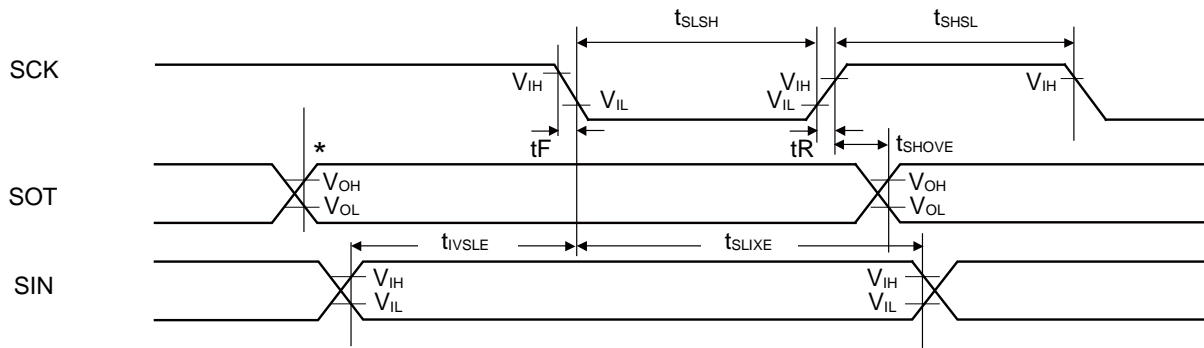 tSLSH
tSHSL
SCK
VIH
VIL
VIL
VIH
VIH
tF
tR
tSHOVE
*
SOT
VOH
VOL
VOH
VOL
tIVSLE
tSLIXE
SIN
VIH
VIL
VIH
VIL